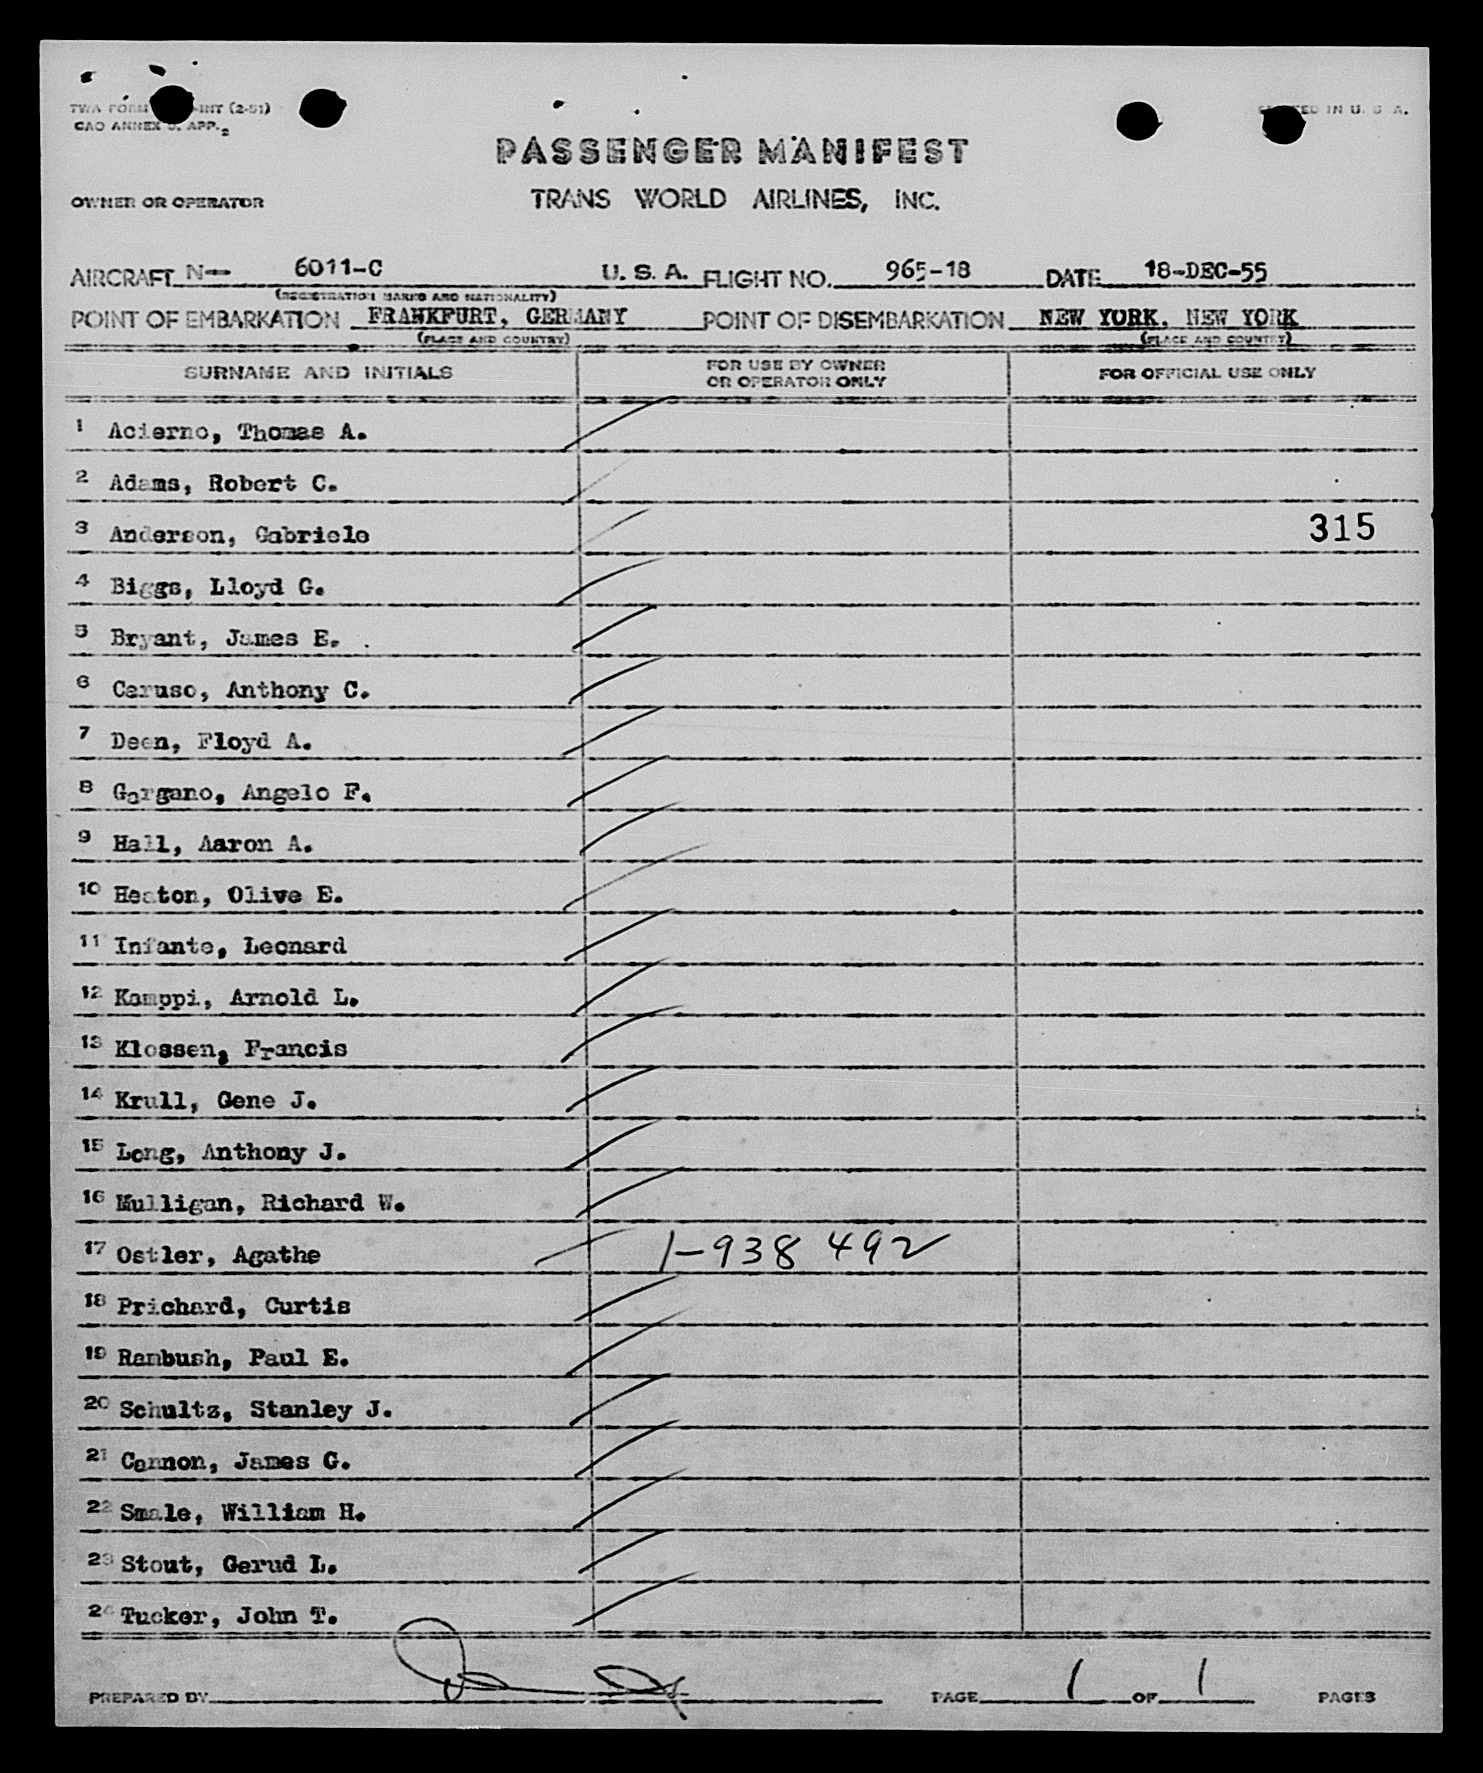 TWA FORM -INT (2-51)
CAO ANNEX 9. APP. 2
IN U. S. A.
PASSENGER MANIFEST
OWNER OR OPERATOR TRANS WORLD AIRLINES, INC.
AIRCRAFT N— 6011-C U. S. A. FLIGHT NO. 965-18 DATE 18-DEC-55
(REGISTRATION MARKS AND NATIONALITY)
POINT OF EMBARKATION FRANKFURT, GERMANY POINT OF DISEMBARKATION NEW YORK, NEW YORK
(PLACE AND COUNTRY) (PLACE AND COUNTRY)
SURNAME AND INITIALS FOR USE BY OWNER OR OPERATOR ONLY FOR OFFICIAL USE ONLY
1 Acierno, Thomas A.
2 Adams, Robert C.
3 Anderson, Gabriele 315
4 Biggs, Lloyd G.
5 Bryant, James E.
6 Caruso, Anthony C.
7 Deen, Floyd A.
8 Gargano, Angelo F.
9 Hall, Aaron A.
10 Heaton, Olive E.
11 Infante, Leonard
12 Kamppi, Arnold L.
13 Klossen, Francis
14 Krull, Gene J.
15 Long, Anthony J.
16 Mulligan, Richard W.
17 Ostler, Agathe 1-938 492
18 Prichard, Curtis
19 Rambush, Paul E.
20 Schultz, Stanley J.
21 Cannon, James G.
22 Smale, William H.
23 Stout, Gerud L.
24 Tucker, John T.
PREPARED BY PAGE 1 OF 1 PAGES